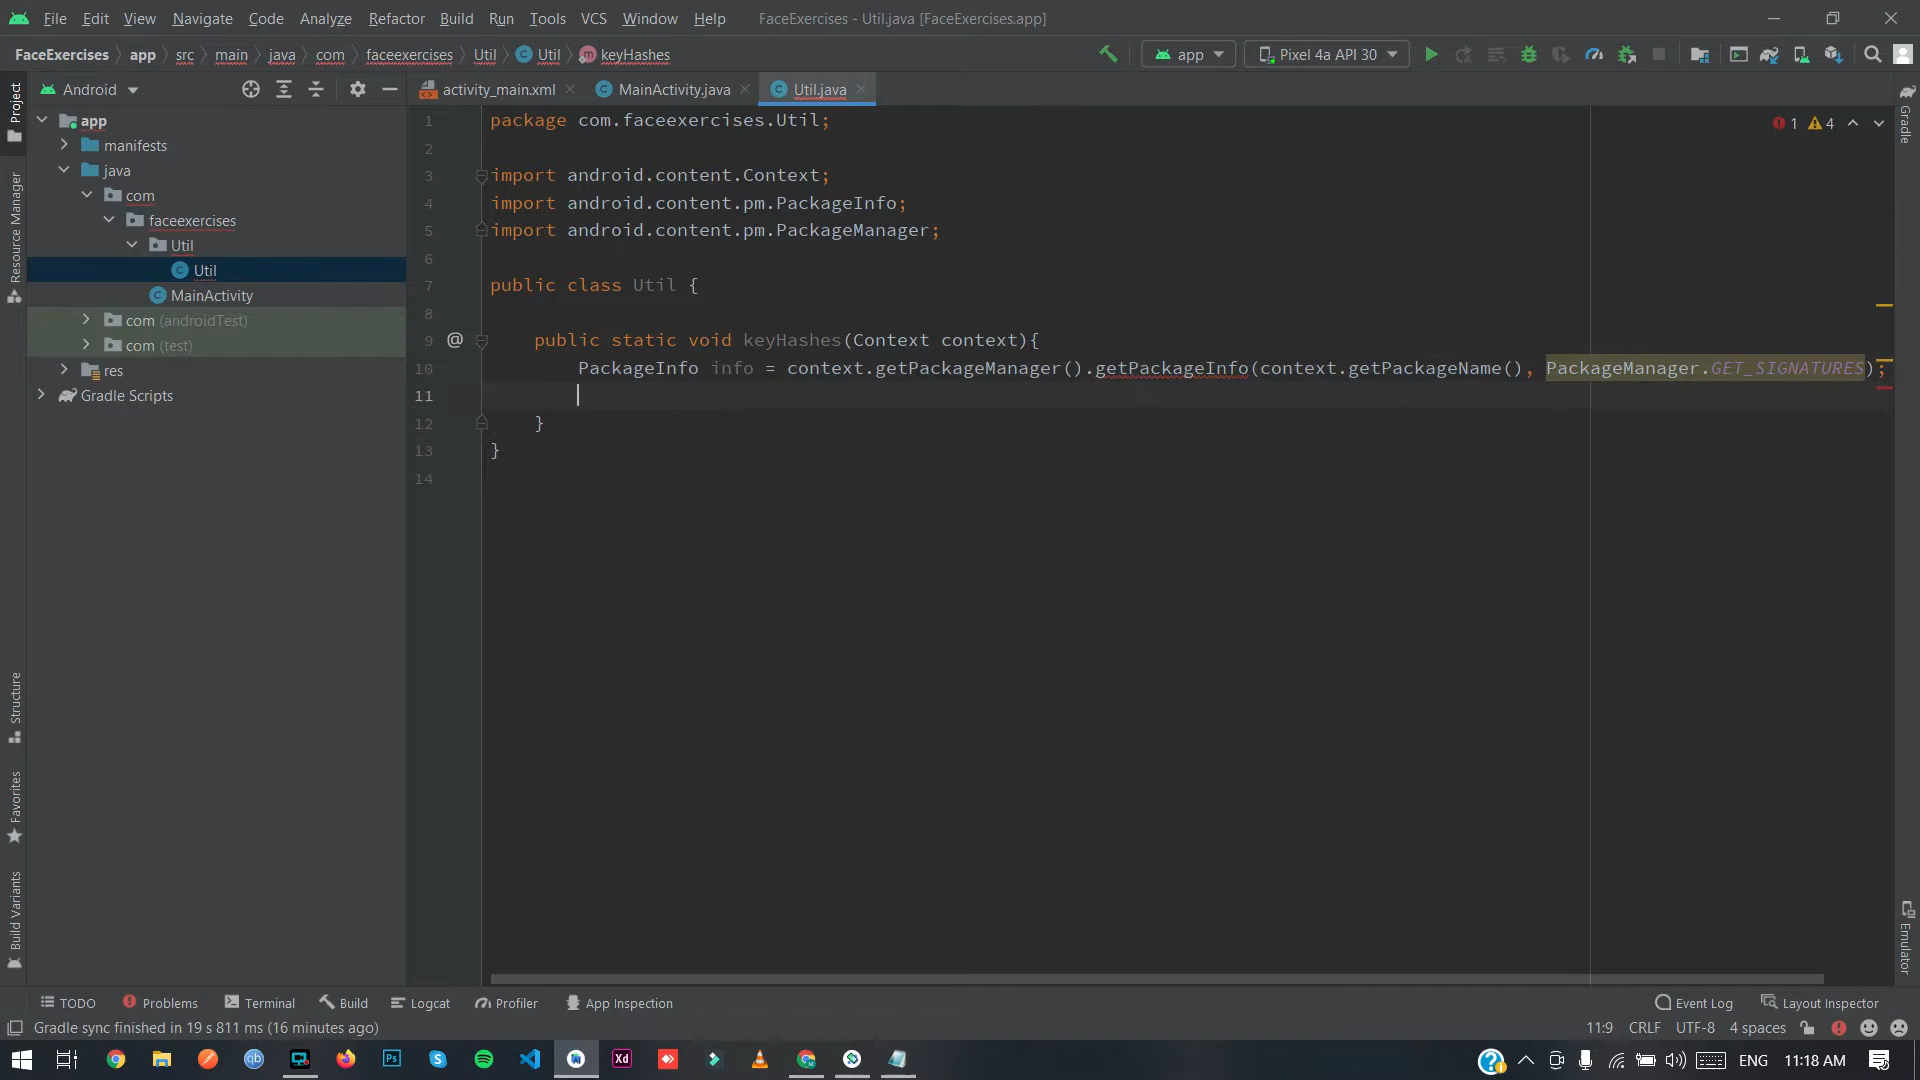 File Edit View Navigate Code Analyze Refactor Build Run Tools VCS Window Help FaceExercises - Util.java [FaceExercises.app]
FaceExercises app src main java com faceexercises Util Util keyHashes app Pixel 4a API 30
Android activity_main.xml MainActivity.java Util.java
Project
Resource Manager
Structure
Favorites
Build Variants
app
manifests
java
com
faceexercises
Util
Util
MainActivity
com (androidTest)
com (test)
res
Gradle Scripts
1 package com.faceexercises.Util;
2
3 import android.content.Context;
4 import android.content.pm.PackageInfo;
5 import android.content.pm.PackageManager;
6
7 public class Util {
8
9 @ public static void keyHashes(Context context){
10 PackageInfo info = context.getPackageManager().getPackageInfo(context.getPackageName(), PackageManager.GET_SIGNATURES);
11
12 }
13 }
14
1 4
Gradle
Emulator
TODO Problems Terminal Build Logcat Profiler App Inspection Event Log Layout Inspector
Gradle sync finished in 19 s 811 ms (16 minutes ago) 11:9 CRLF UTF-8 4 spaces
qb Ps Xd ENG 11:18 AM